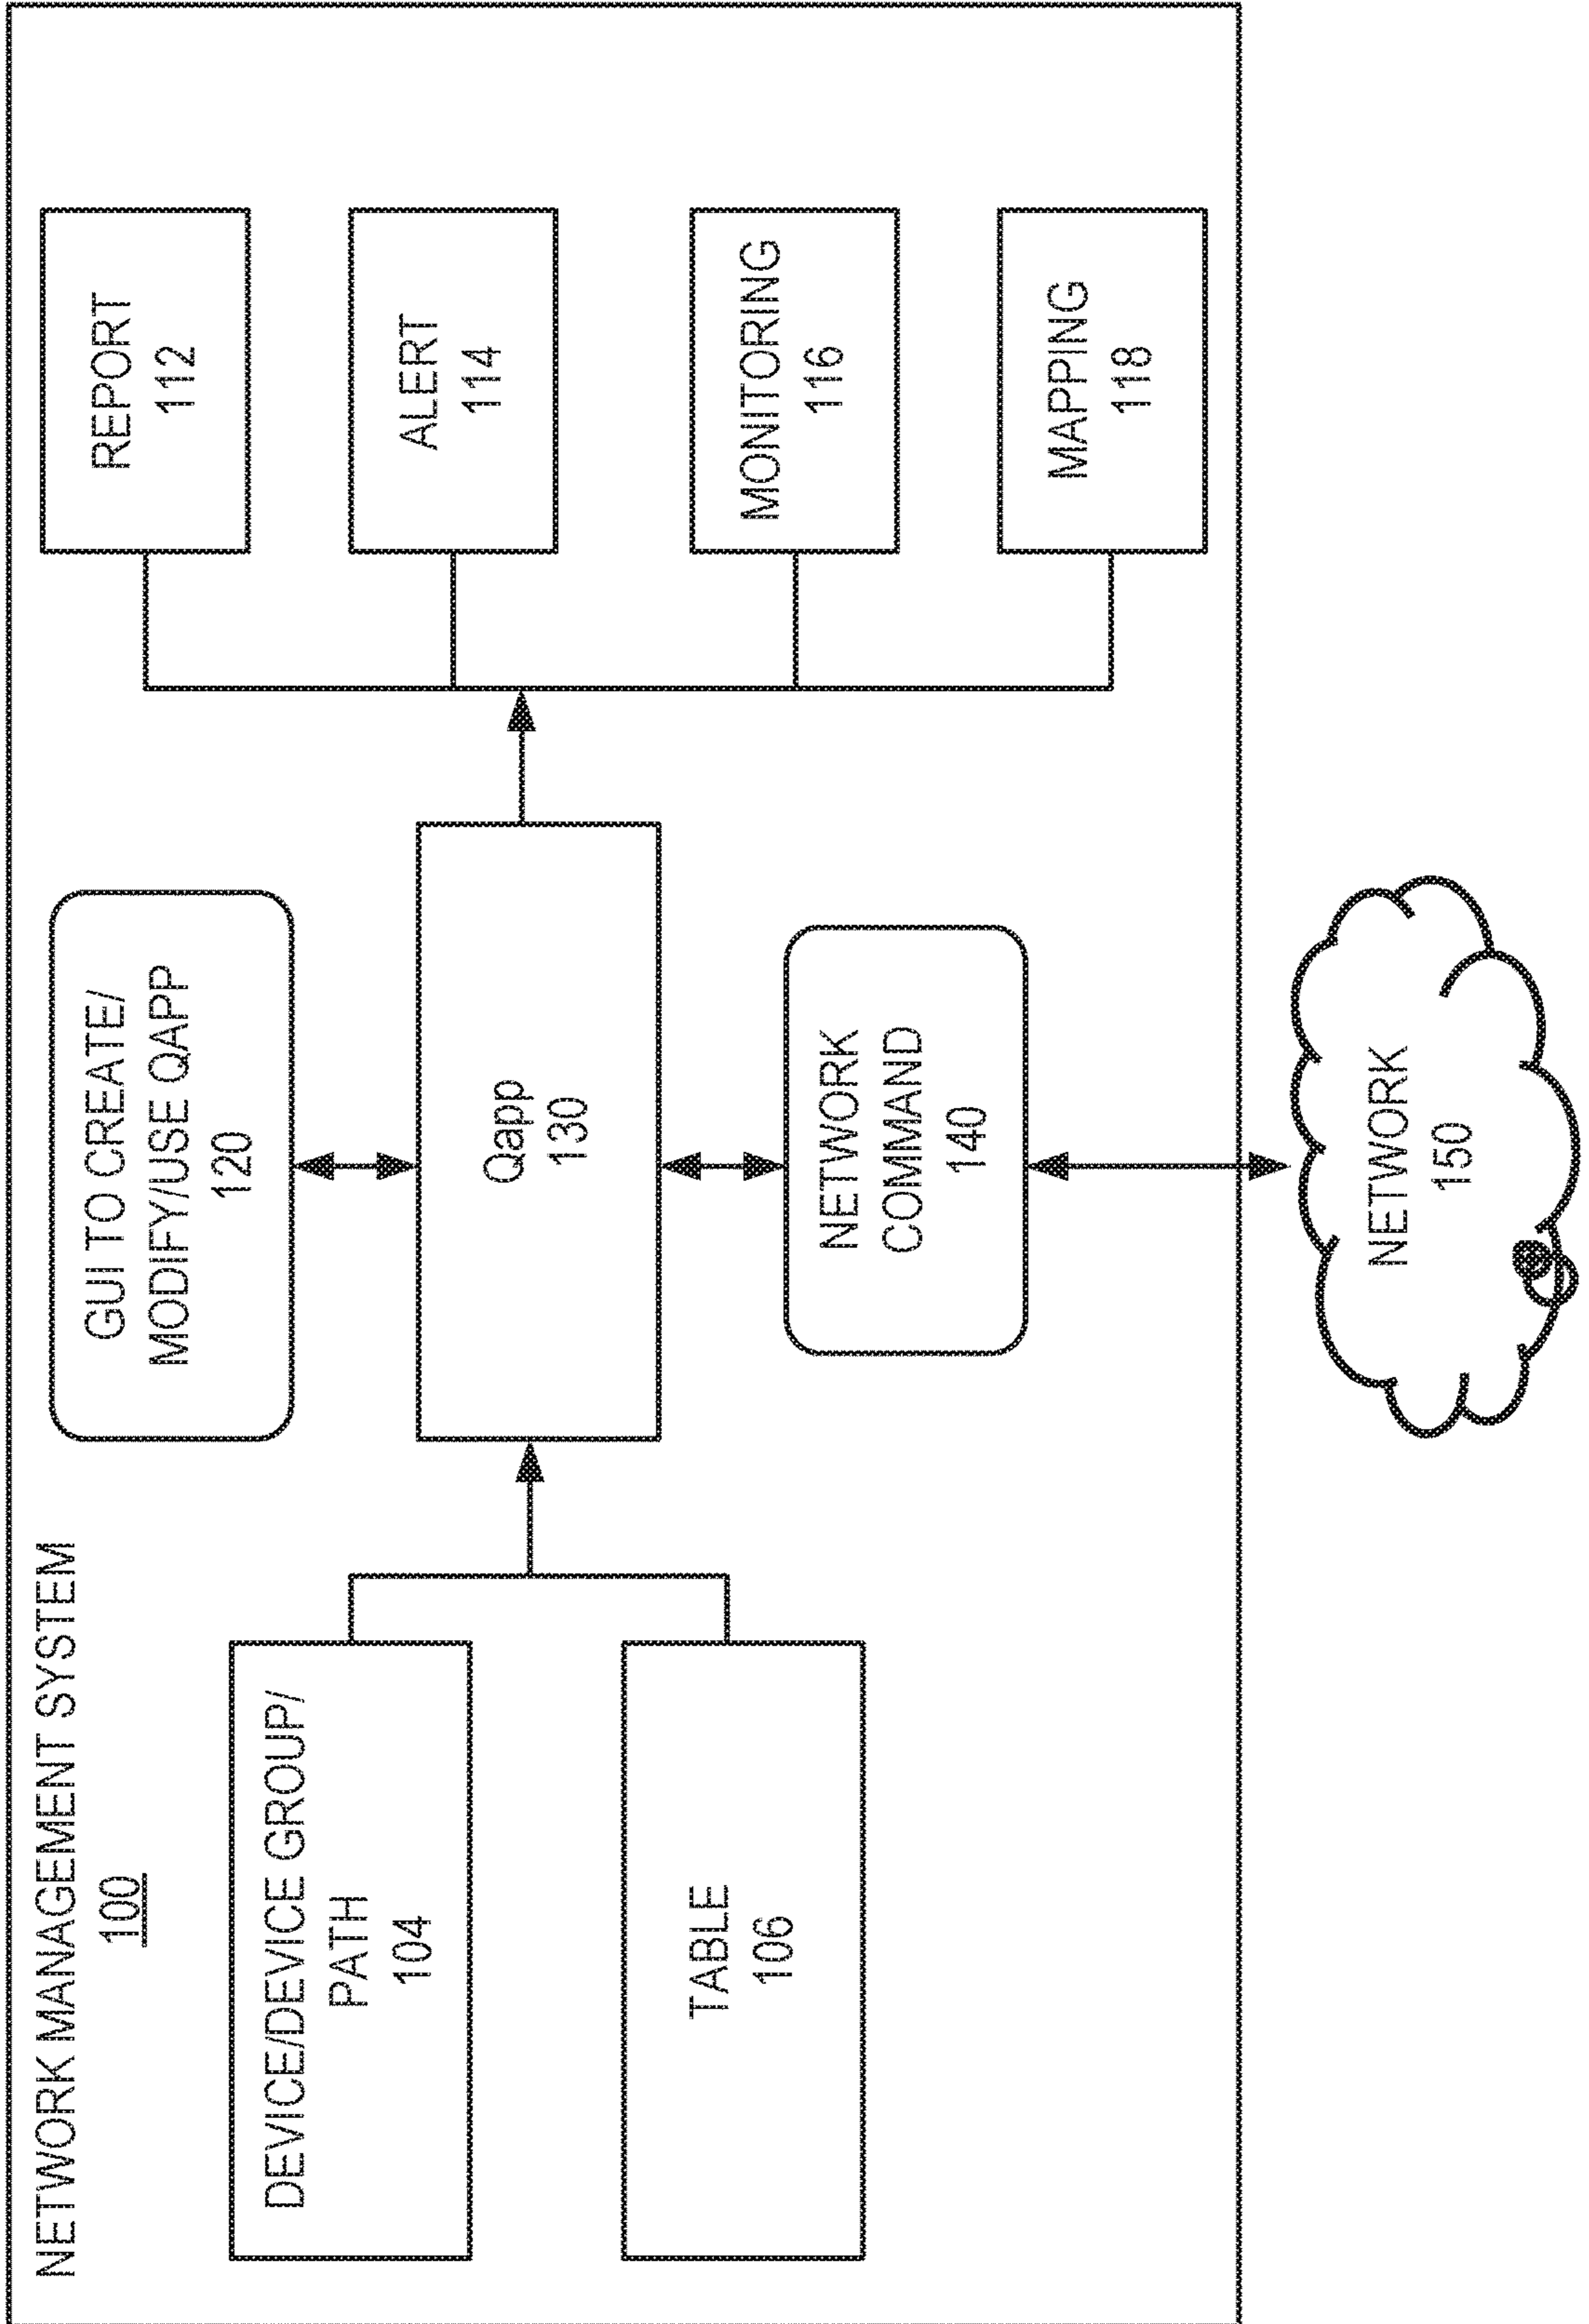 NETWORK MANAGEMENT SYSTEM
100
DEVICE/DEVICE GROUP/
PATH
104
TABLE
106
GUI TO CREATE/
MODIFY/USE QAPP
120
Qapp
130
NETWORK
COMMAND
140
REPORT
112
ALERT
114
MONITORING
116
MAPPING
118
NETWORK
150